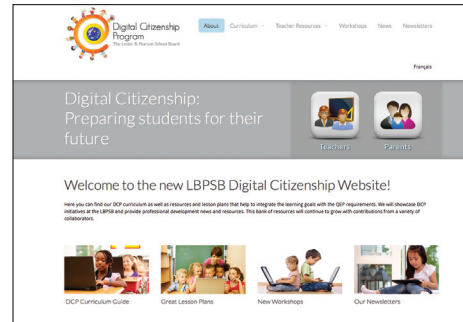 Digital Citizenship
Program
The Lester B. Pearson School Board
About Curriculum Teacher Resources Workshops News Newsletters
Français
Digital Citizenship:
Preparing students for their
future
Teachers Parents
Welcome to the new LBPSB Digital Citizenship Website!
Here you can find our DCP curriculum as well as resources and lesson plans that help to integrate the learning goals with the QEP requirements. We will showcase DCP
initiatives at the LBPSB and provide professional development news and resources. This bank of resources will continue to grow with contributions from a variety of
collaborators.
DCP Curriculum Guide Great Lesson Plans New Workshops Our Newsletters